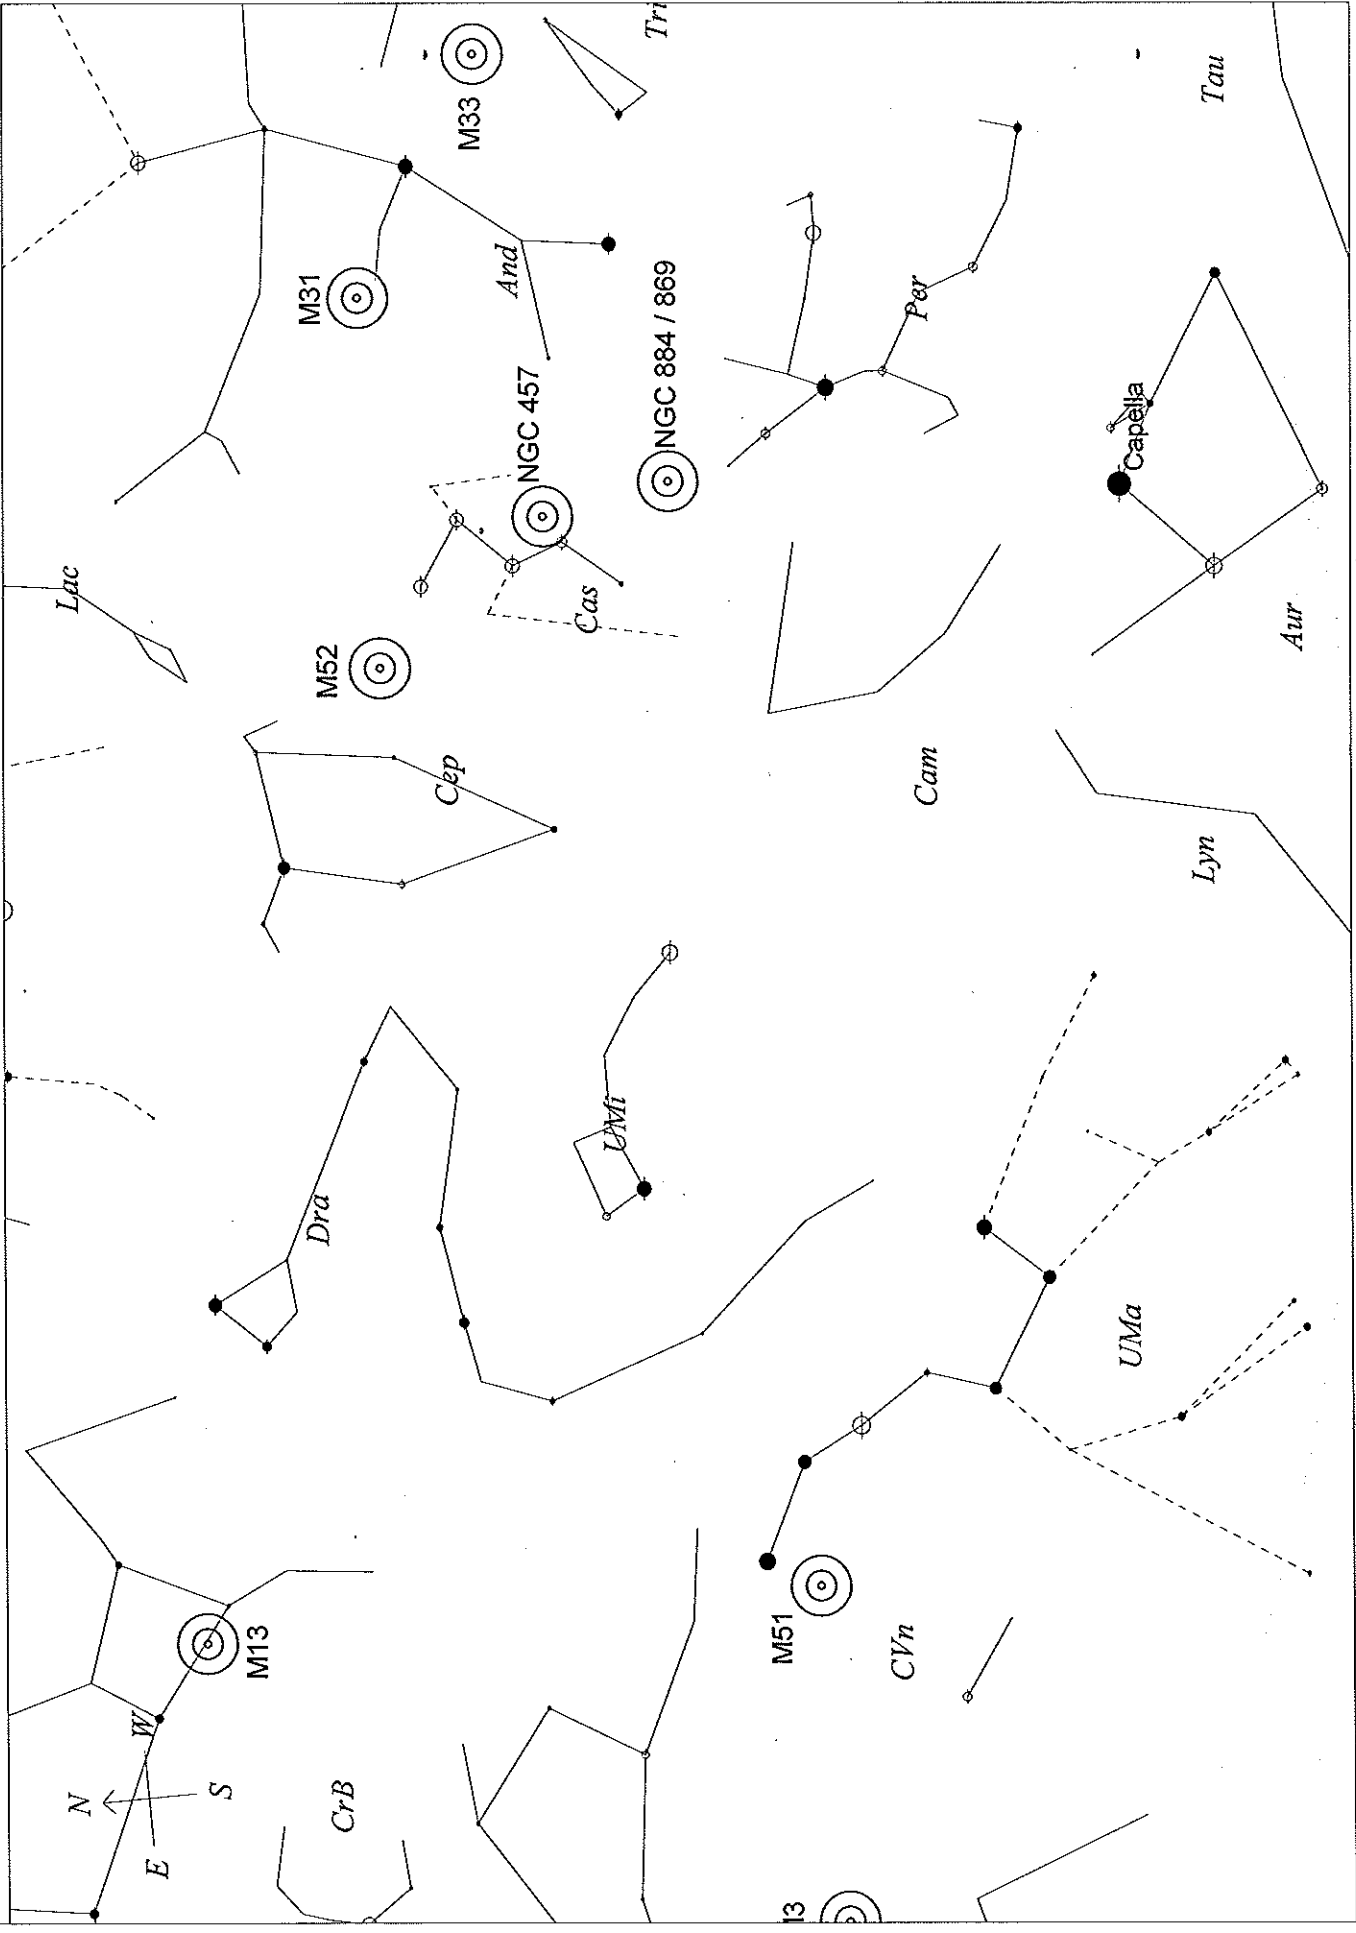 Tri
M33
Tau
M31
And
NGC 884 / 869
Per
NGC 457
Capella
Lac
Cas
Aur
M52
Cep
Cam
Lyn
UMi
Dra
UMa
M51
M13
CVn
W
N
S
E
CrB